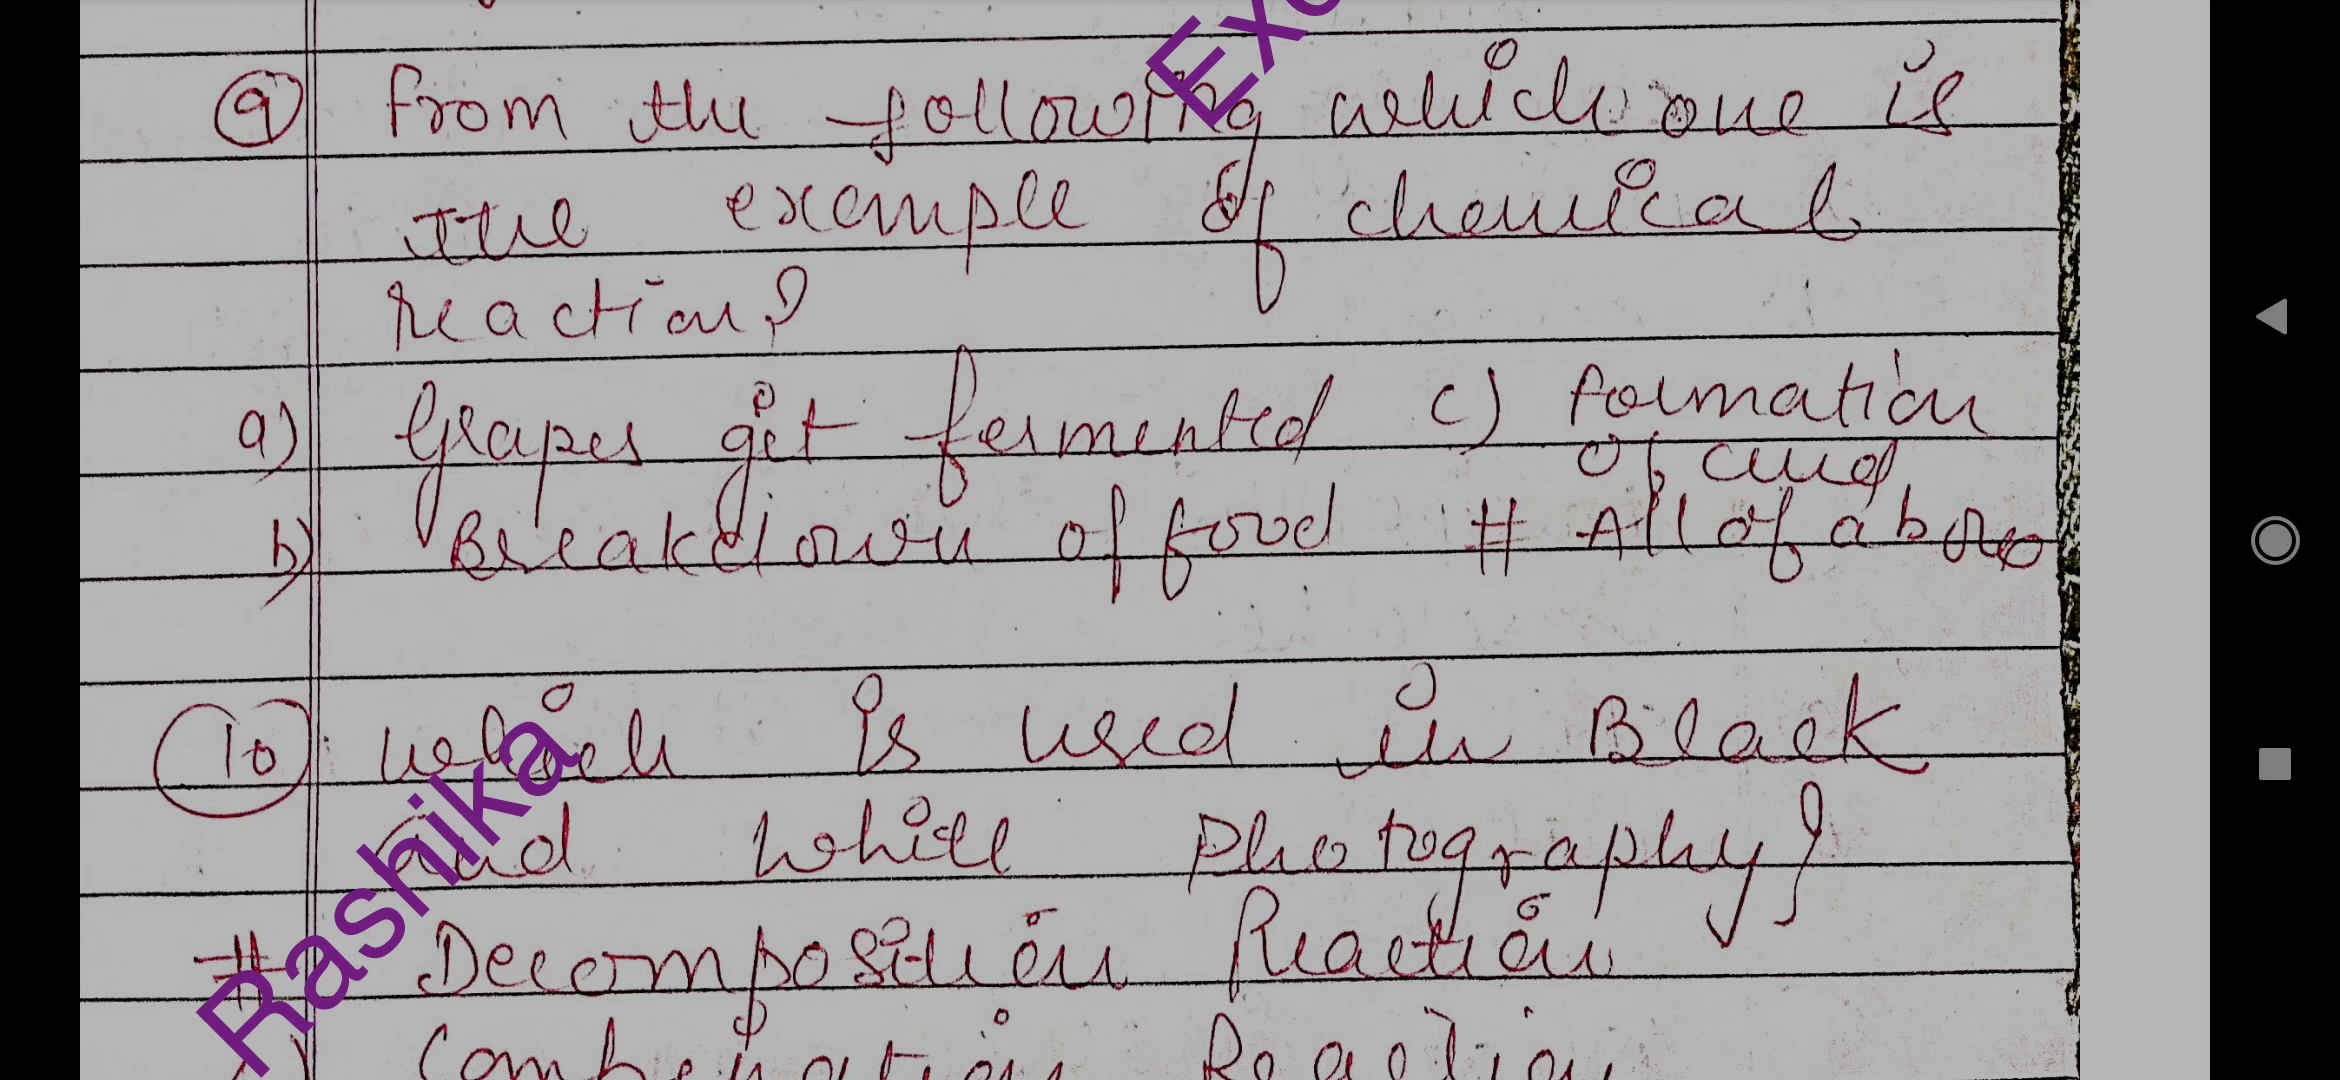 9 From the following which one is
the example of chemical
reaction?
a) Grapes get fermented c) Formation
of curd
b) Breakdown of food # All of above
10 which is used in Black
and white photography?
# Decomposition Reaction
Combination Reaction
Rashika